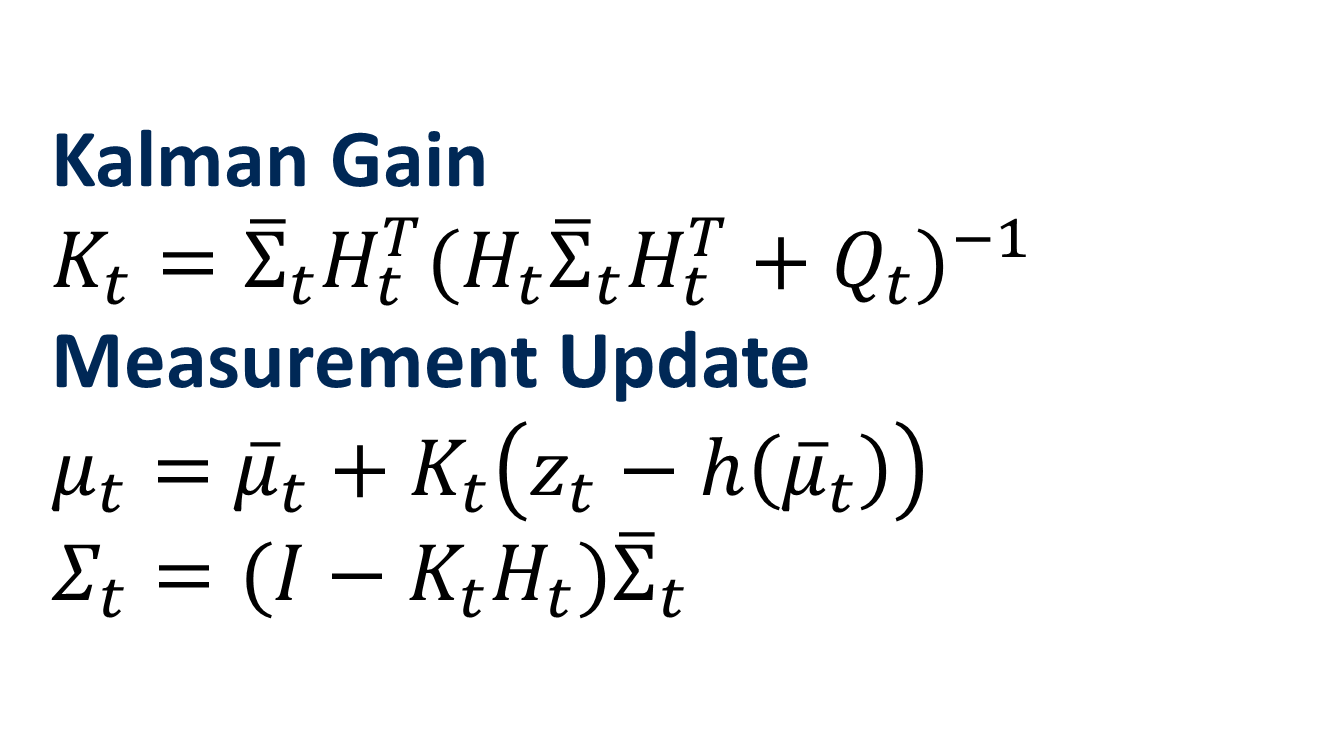 Kalman Gain
K_t = Σ̅_t H_t^T (H_t Σ̅_t H_t^T + Q_t)^{-1}
Measurement Update
μ_t = μ̅_t + K_t(z_t − h(μ̅_t))
Σ_t = (I − K_t H_t)Σ̅_t